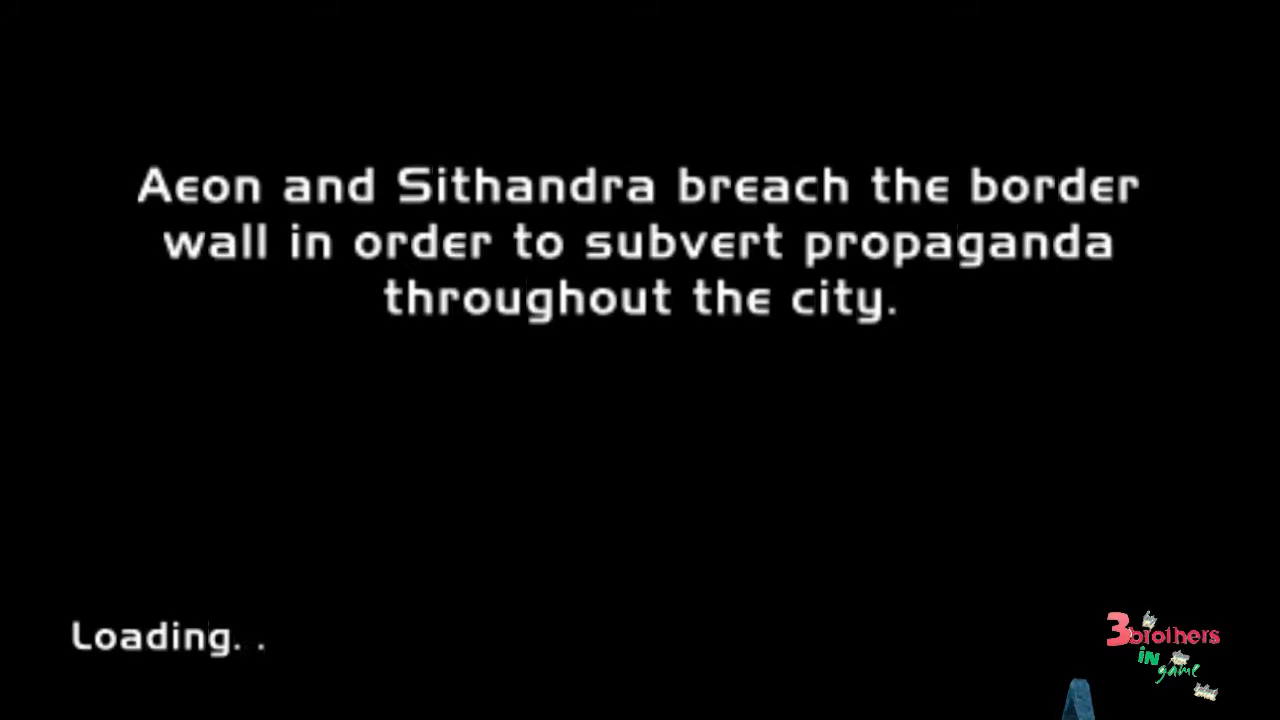 Aeon and Sithandra breach the border
wall in order to subvert propaganda
throughout the city.
Loading. .
3brothers
in
game